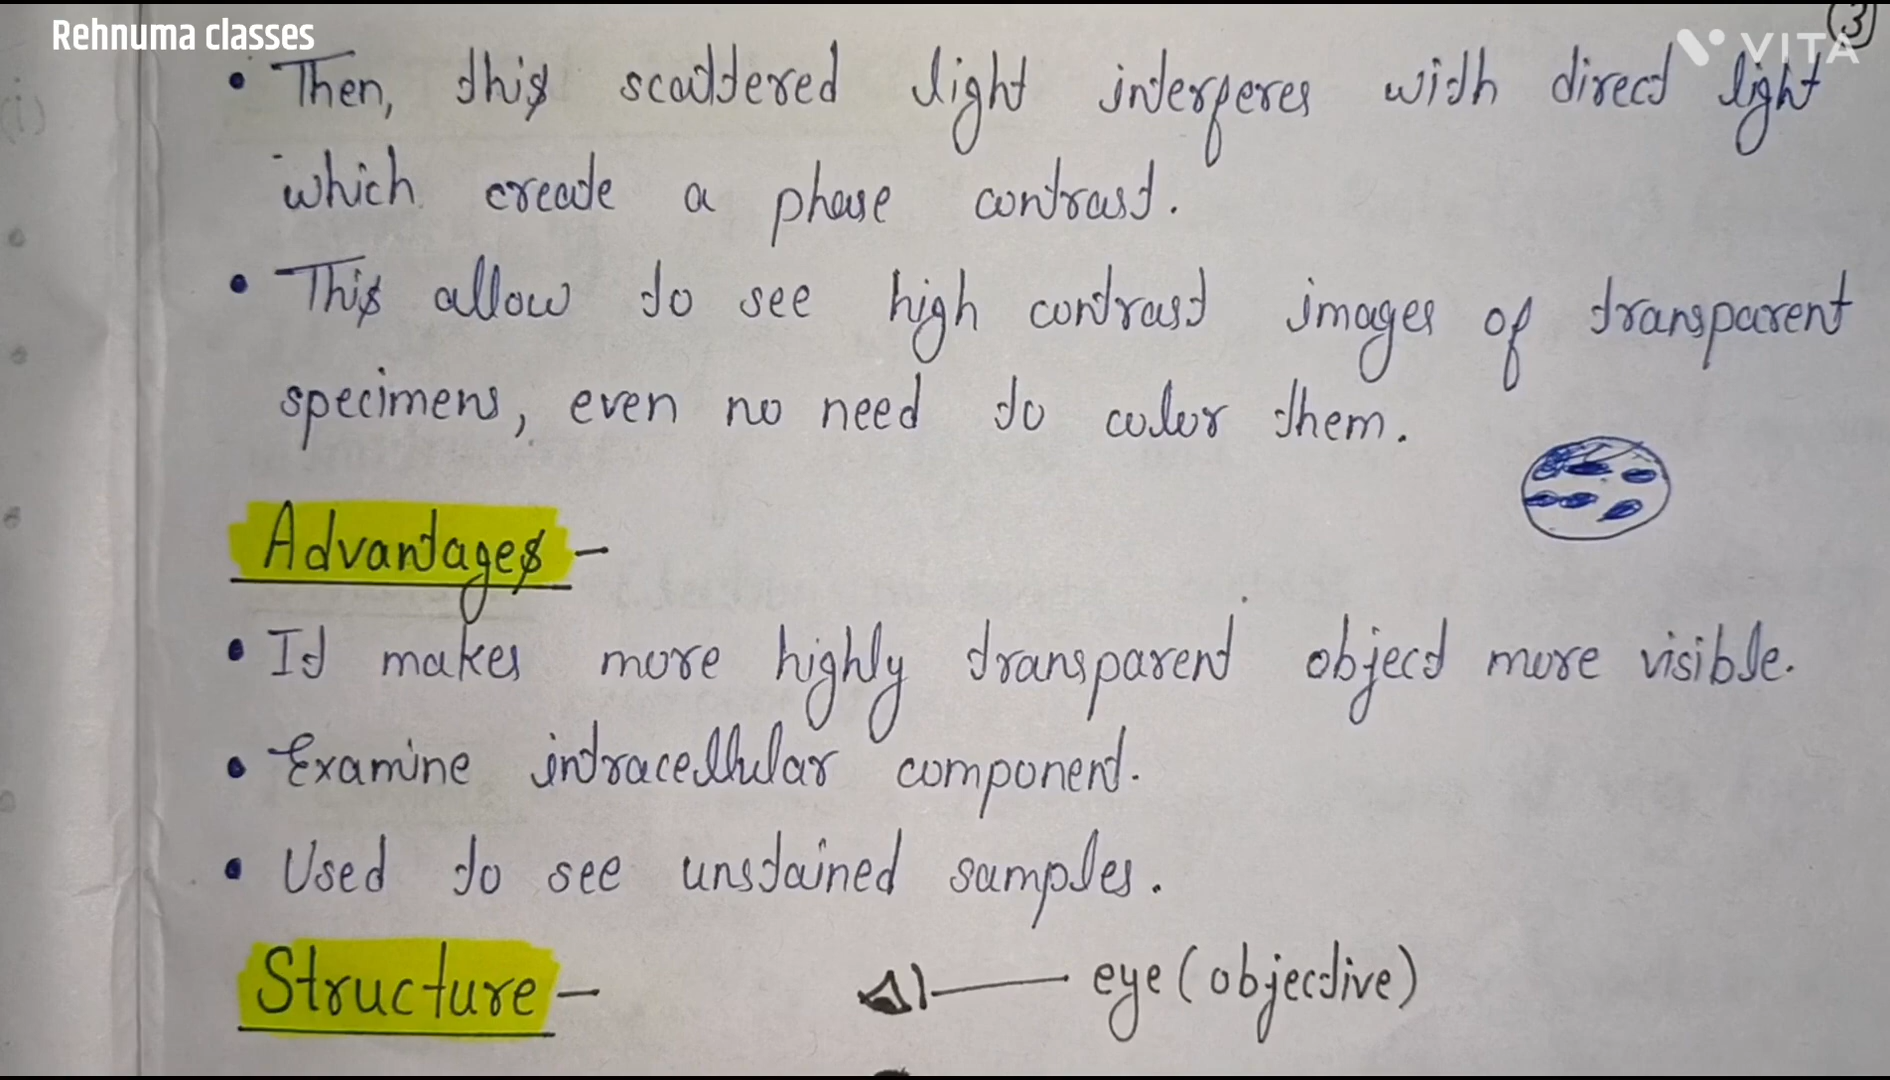 Rehnuma classes
3
VITA
• Then, this scattered light interferes with direct light
which create a phase contrast.
• This allow to see high contrast images of transparent
specimens, even no need to color them.
Advantages -
• It makes more highly transparent object more visible.
• Examine intracellular component.
• Used to see unstained samples.
Structure -
eye (objective)